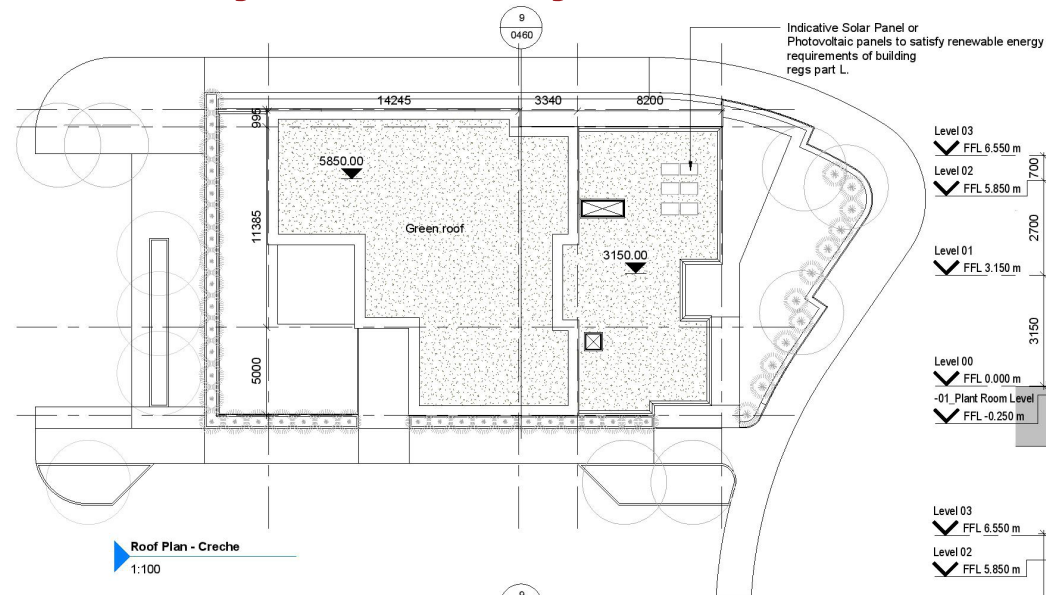 9
0460
Indicative Solar Panel or
Photovoltaic panels to satisfy renewable energy
requirements of building
regs part L.
14245
3340
8200
995
11385
5000
5850.00
Green roof
3150.00
Level 03
FFL 6.550 m
700
Level 02
FFL 5.850 m
2700
Level 01
FFL 3.150 m
3150
Level 00
FFL 0.000 m
-01_Plant Room Level
FFL -0.250 m
Level 03
FFL 6.550 m
Level 02
FFL 5.850 m
Roof Plan - Creche
1:100
9